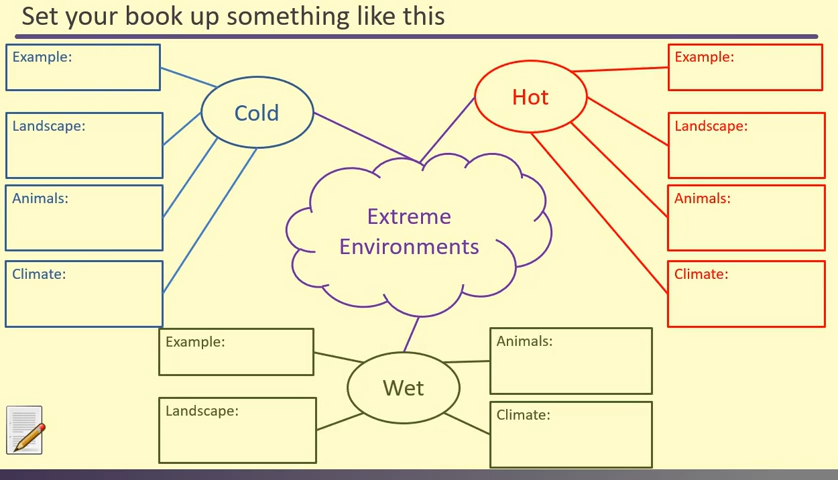 Set your book up something like this
Example:
Landscape:
Animals:
Climate:
Cold
Hot
Example:
Landscape:
Animals:
Climate:
Extreme
Environments
Example:
Landscape:
Wet
Animals:
Climate: